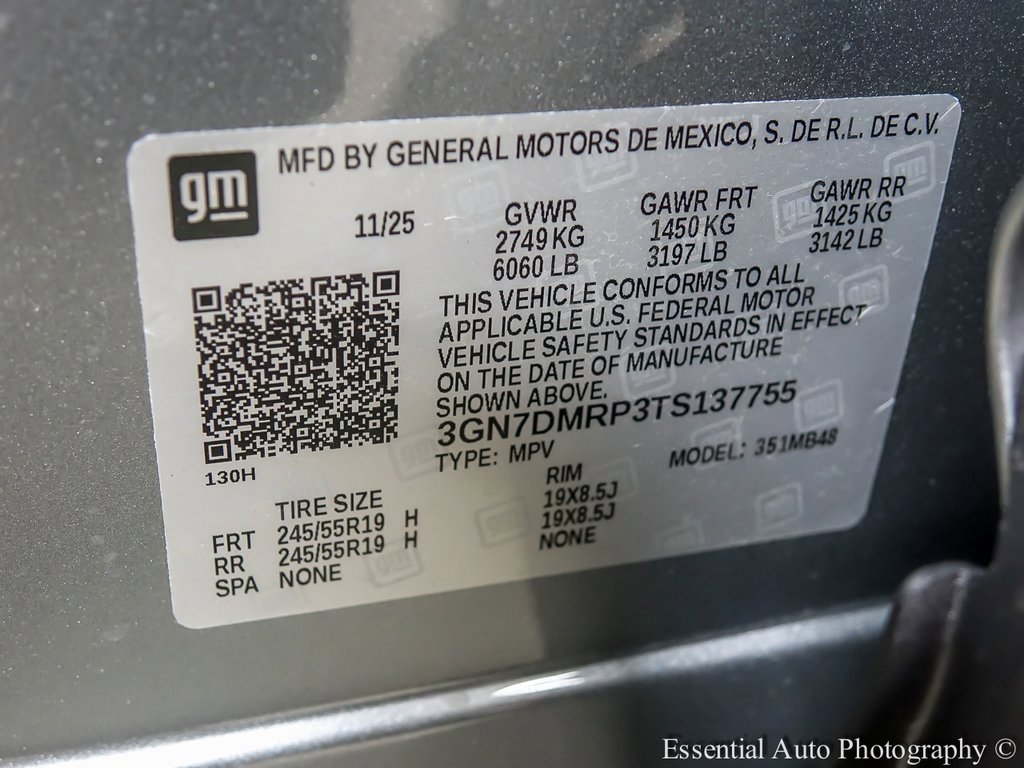 gm
MFD BY GENERAL MOTORS DE MEXICO, S. DE R.L. DE C.V.
11/25
GVWR
2749 KG
6060 LB
GAWR FRT
1450 KG
3197 LB
GAWR RR
1425 KG
3142 LB
THIS VEHICLE CONFORMS TO ALL
APPLICABLE U.S. FEDERAL MOTOR
VEHICLE SAFETY STANDARDS IN EFFECT
ON THE DATE OF MANUFACTURE
SHOWN ABOVE.
3GN7DMRP3TS137755
TYPE: MPV
MODEL: 351MB48
130H
TIRE SIZE
RIM
FRT 245/55R19 H 19X8.5J
RR 245/55R19 H 19X8.5J
SPA NONE NONE
Essential Auto Photography ©